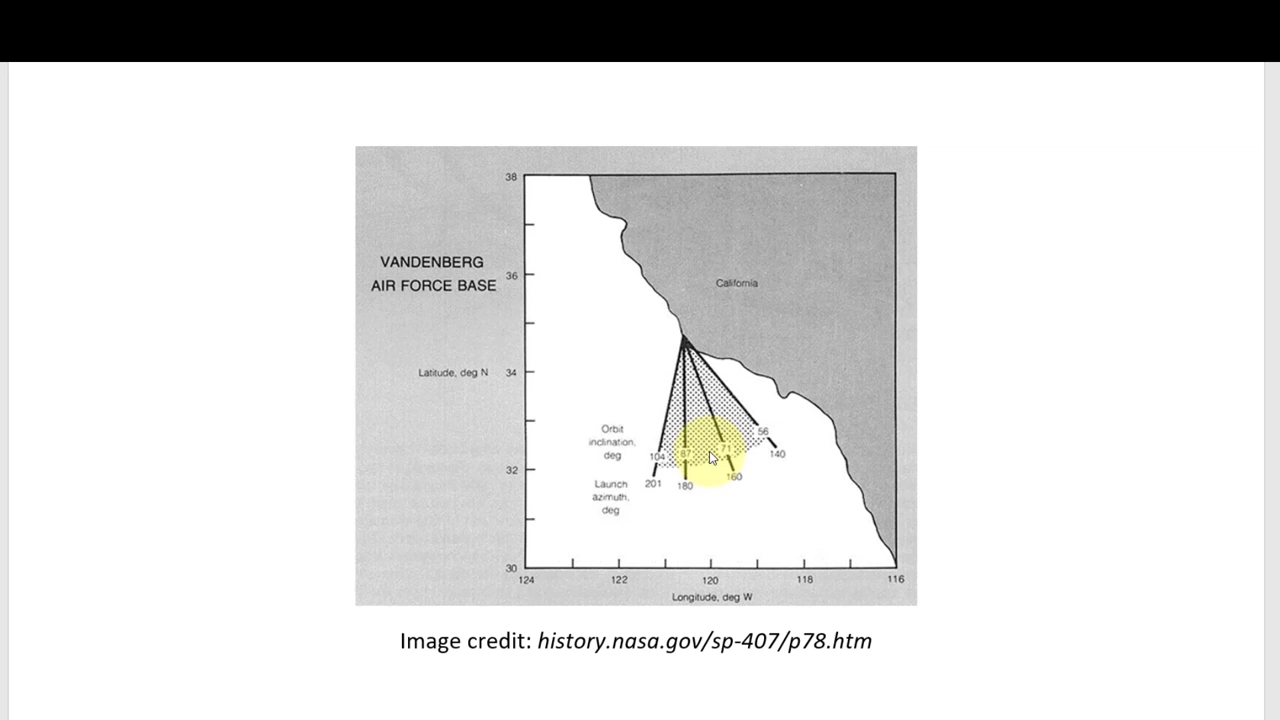 38
VANDENBERG
AIR FORCE BASE
36
California
Latitude, deg N
34
Orbit
inclination,
deg
104
87
71
56
140
32
Launch
azimuth,
deg
201
180
160
30
124
122
120
118
116
Longitude, deg W
Image credit: history.nasa.gov/sp-407/p78.htm